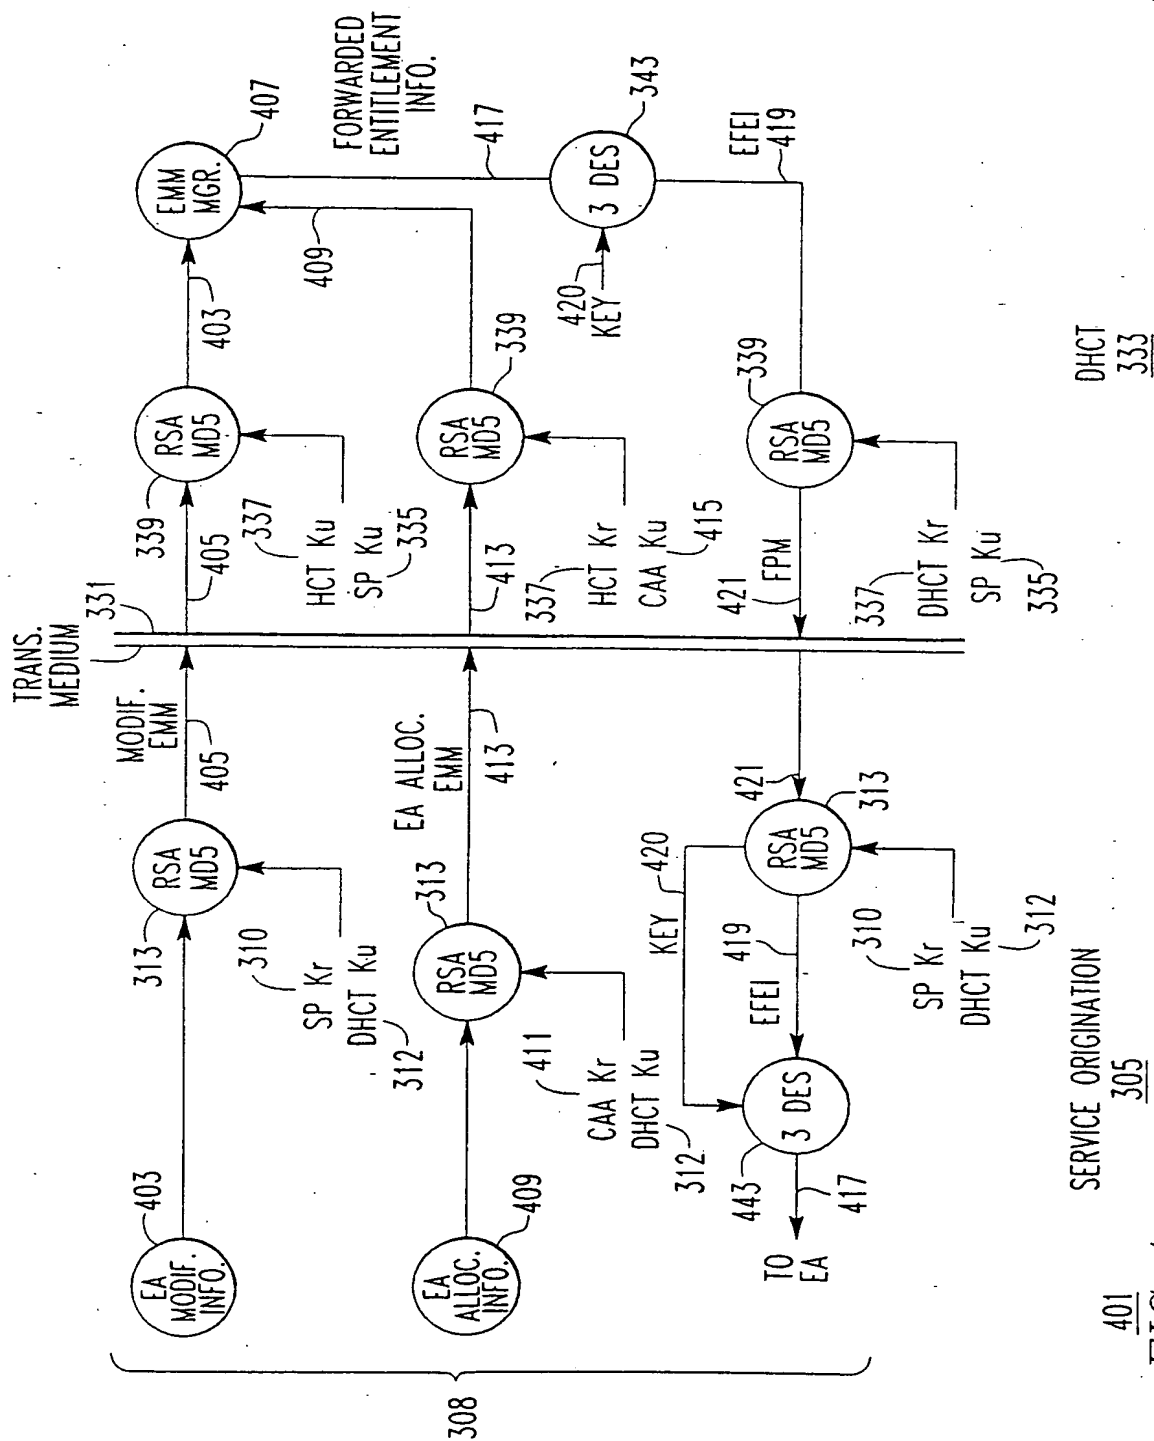 TRANS.
MEDIUM
331
EA
MODIF.
INFO.
403
313
RSA
MD5
MODIF.
EMM
405
405
339
RSA
MD5
403
EMM
MGR.
407
310
SP Kr
DHCT Ku
312
337
HCT Ku
SP Ku
335
409
FORWARDED
ENTITLEMENT
INFO.
417
308
EA
ALLOC.
INFO.
409
RSA
MD5
313
EA ALLOC.
EMM
413
413
RSA
MD5
339
411
CAA Kr
DHCT Ku
312
337
HCT Kr
CAA Ku
415
420
KEY
3 DES
343
EFEI
419
TO
EA
417
443
3 DES
KEY
420
EFEI
419
RSA
MD5
313
421
421
FPM
RSA
MD5
339
310
SP Kr
DHCT Ku
312
337
DHCT Kr
SP Ku
335
SERVICE ORIGINATION
305
DHCT
333
401